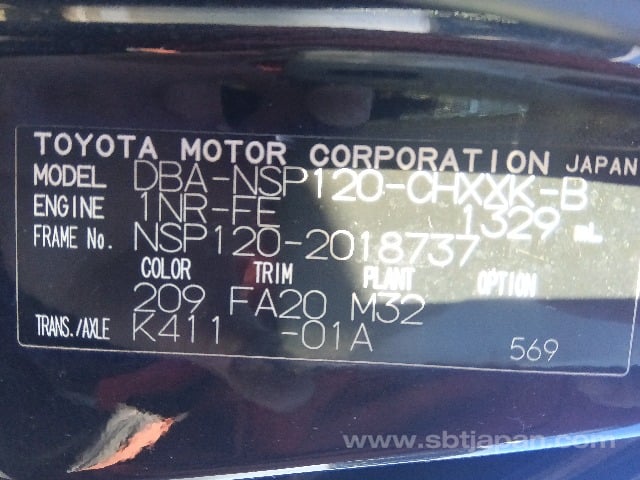 TOYOTA MOTOR CORPORATION JAPAN
MODEL DBA-NSP120-CHXXK-B
ENGINE 1NR-FE 1329 mL
FRAME No. NSP120-2018737
COLOR TRIM PLANT OPTION
209 FA20 M32
TRANS./AXLE K411 -01A
569
www.sbtjapan.com